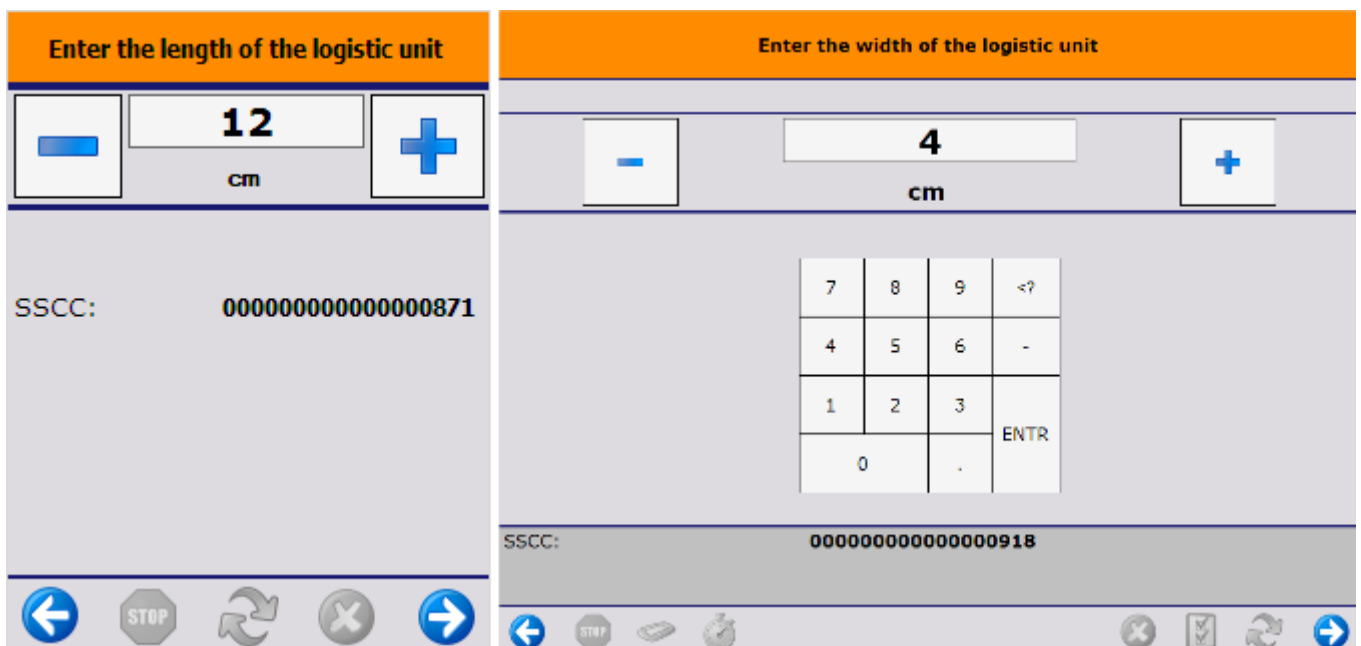 Enter the length of the logistic unit
12
cm
SSCC: 000000000000000871
STOP
Enter the width of the logistic unit
4
cm
7 8 9 <?
4 5 6 -
1 2 3
ENTR
0 .
SSCC: 000000000000000918
STOP